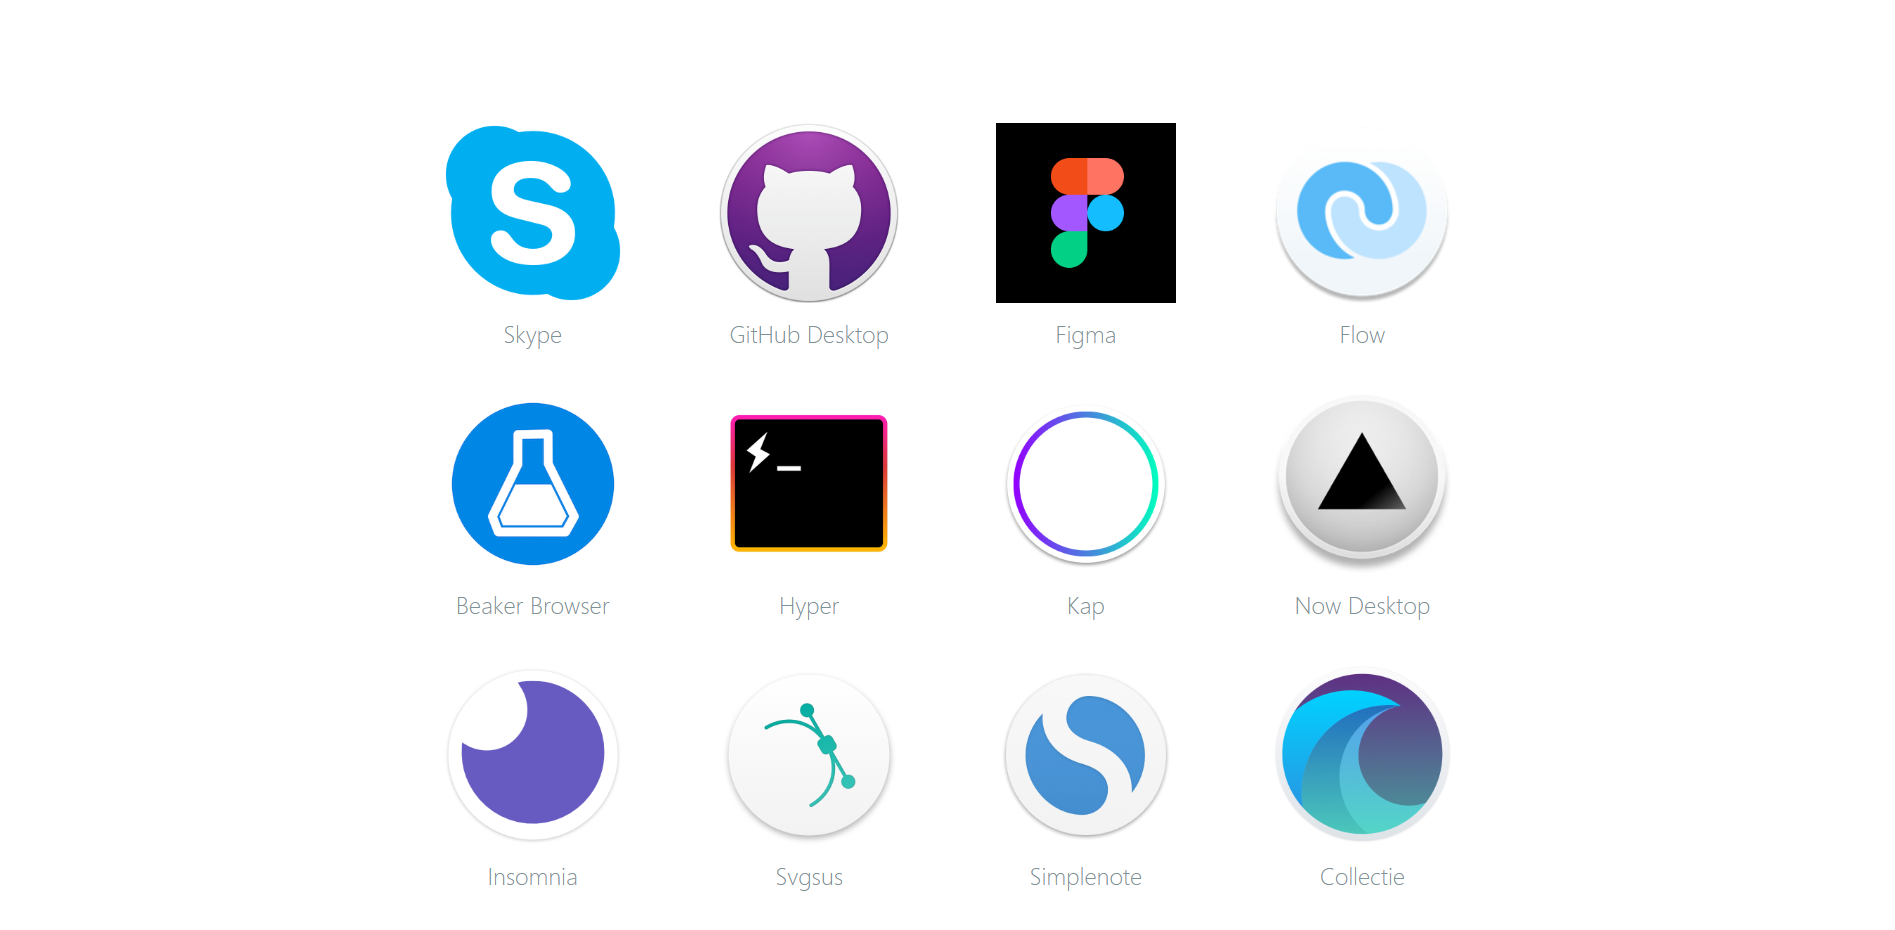 Skype
GitHub Desktop
Figma
Flow
Beaker Browser
Hyper
Kap
Now Desktop
Insomnia
Svgsus
Simplenote
Collectie